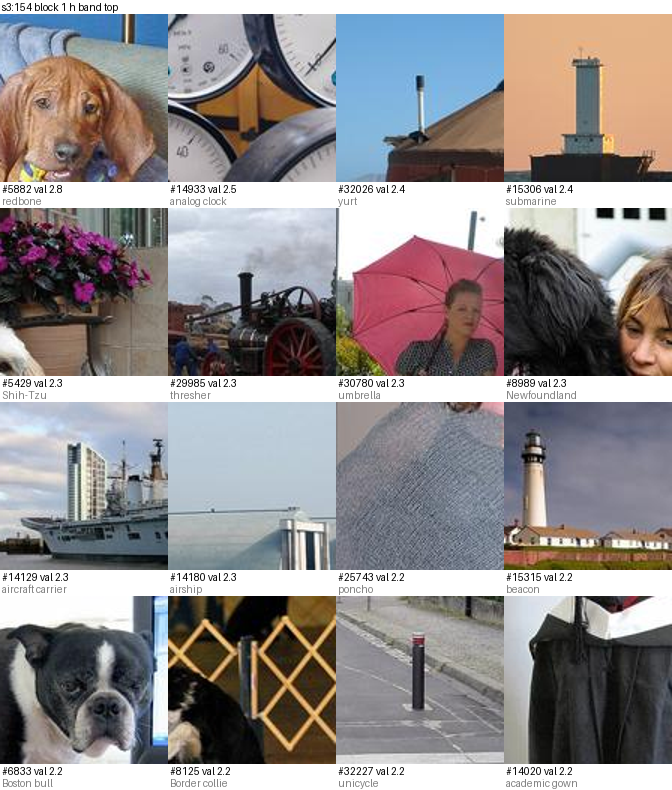 s3:154 block 1 h band top
#5882 val 2.8
redbone
#14933 val 2.5
analog clock
#32026 val 2.4
yurt
#15306 val 2.4
submarine
#5429 val 2.3
Shih-Tzu
#29985 val 2.3
thresher
#30780 val 2.3
umbrella
#8989 val 2.3
Newfoundland
#14129 val 2.3
aircraft carrier
#14180 val 2.3
airship
#25743 val 2.2
poncho
#15315 val 2.2
beacon
#6833 val 2.2
Boston bull
#8125 val 2.2
Border collie
#32227 val 2.2
unicycle
#14020 val 2.2
academic gown
60
40